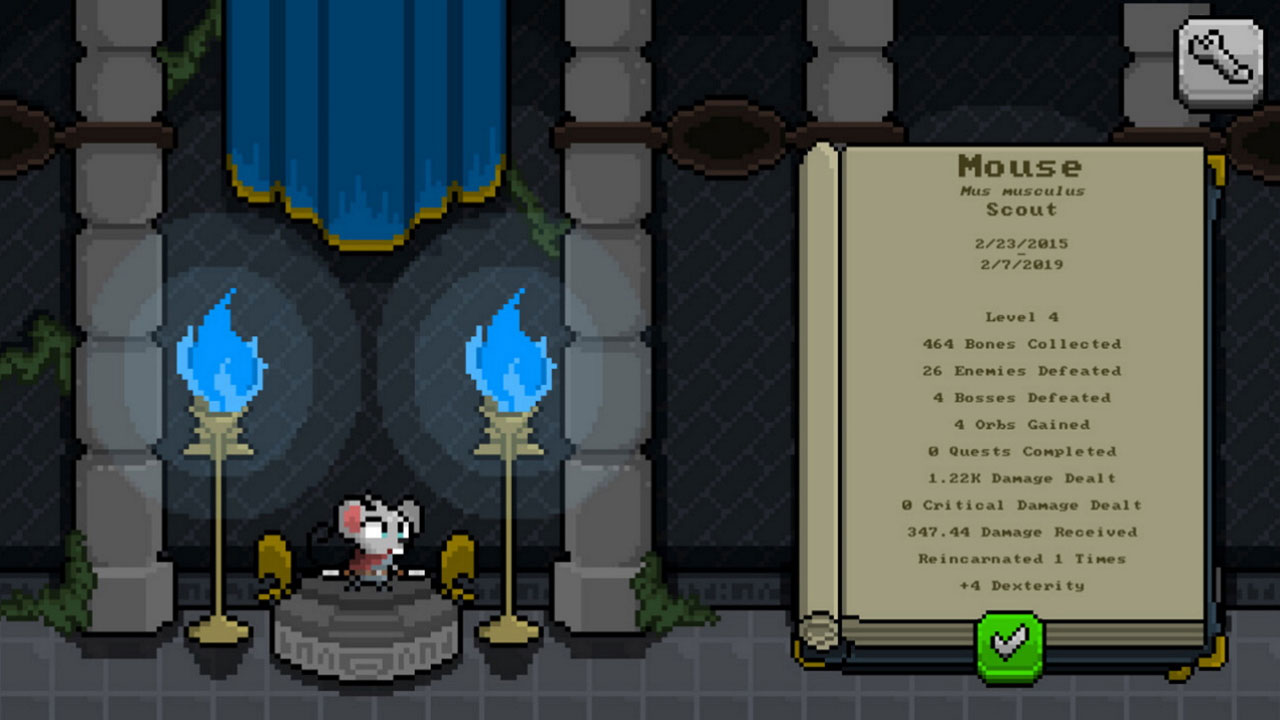 Mouse
Mus musculus
Scout
2/23/2015
–
2/7/2019
Level 4
464 Bones Collected
26 Enemies Defeated
4 Bosses Defeated
4 Orbs Gained
0 Quests Completed
1.22K Damage Dealt
0 Critical Damage Dealt
347.44 Damage Received
Reincarnated 1 Times
+4 Dexterity